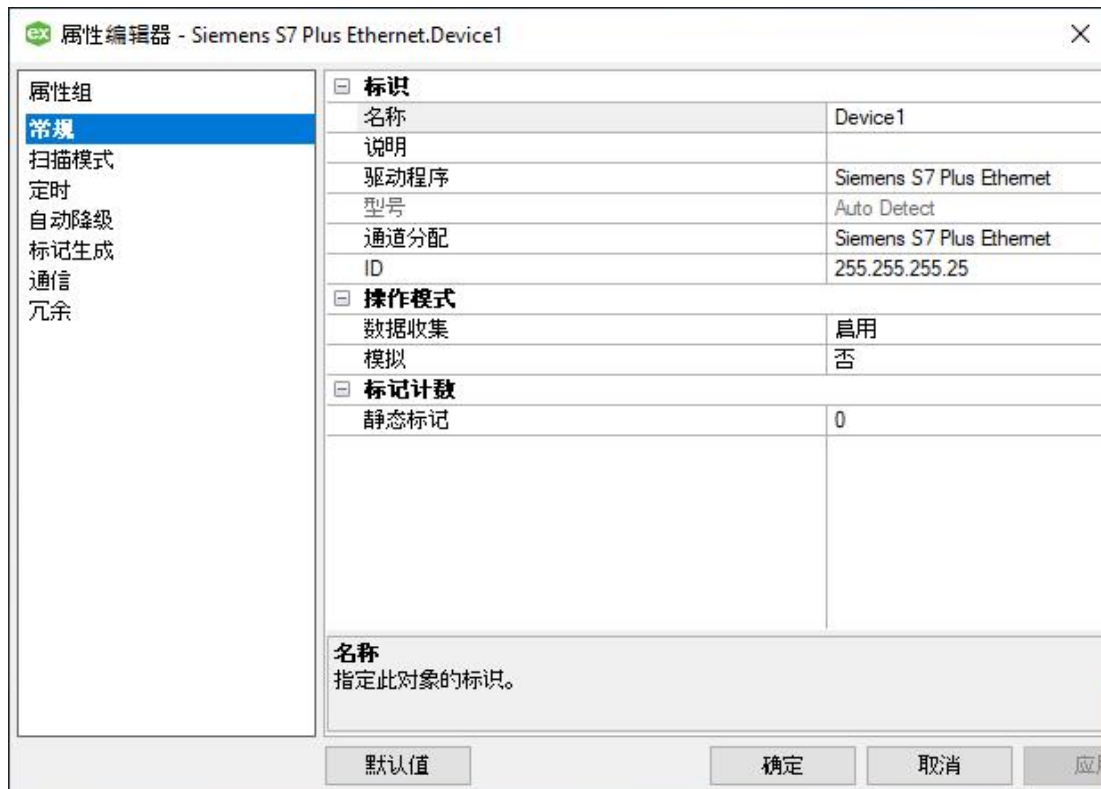 属性编辑器 - Siemens S7 Plus Ethernet.Device1
属性组
常规
扫描模式
定时
自动降级
标记生成
通信
冗余
标识
名称 Device1
说明
驱动程序 Siemens S7 Plus Ethernet
型号 Auto Detect
通道分配 Siemens S7 Plus Ethernet
ID 255.255.255.25
操作模式
数据收集 启用
模拟 否
标记计数
静态标记 0
名称
指定此对象的标识。
默认值 确定 取消